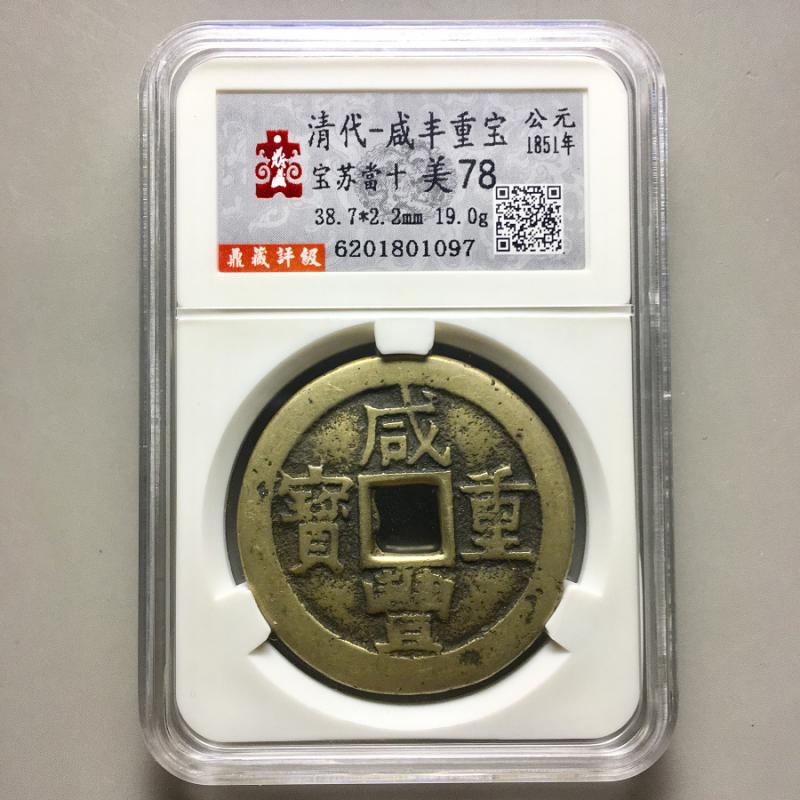 清代-咸丰重宝 公元1851年
宝苏當十 美78
38.7*2.2mm 19.0g
鼎藏評級 6201801097
咸豐重寶